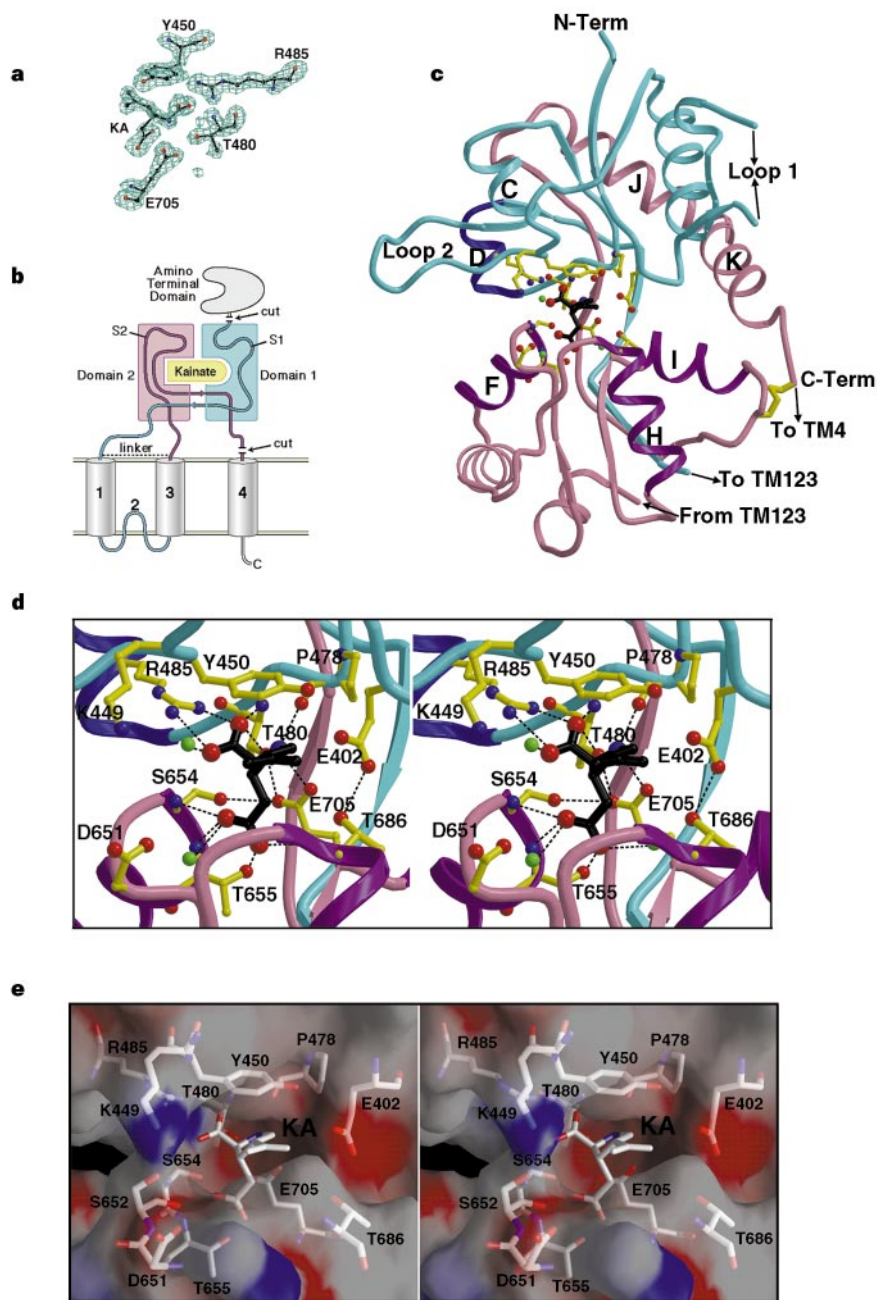 a
Y450
R485
KA
T480
E705
b
Amino
Terminal
Domain
cut
S2
S1
Kainate
Domain 2
Domain 1
cut
linker
1
2
3
4
C
c
N-Term
Loop 1
J
C
K
Loop 2
D
I
F
C-Term
To TM4
H
To TM123
From TM123
d
R485 Y450 P478
K449
T480
E402
S654
E705
D651
T686
T655
R485 Y450 P478
K449
T480
E402
S654
E705
D651
T686
T655
e
R485
P478
Y450
T480
K449
E402
KA
S654
S652
E705
T686
D651
T655
R485
P478
Y450
T480
K449
E402
KA
S654
S652
E705
T686
D651
T655